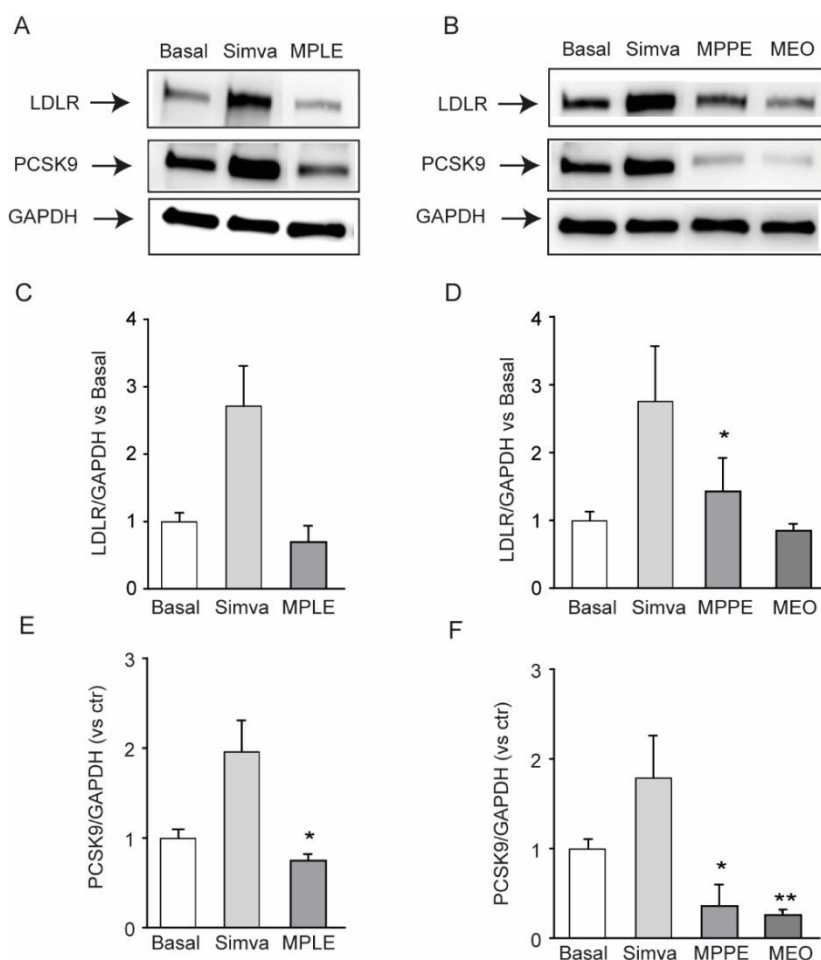 A
Basal Simva MPLE
LDLR
PCSK9
GAPDH
B
Basal Simva MPPE MEO
LDLR
PCSK9
GAPDH
C
LDLR/GAPDH vs Basal
4
3
2
1
0
Basal Simva MPLE
D
LDLR/GAPDH vs Basal
4
3
2
1
0
*
Basal Simva MPPE MEO
E
PCSK9/GAPDH (vs ctr)
3
2
1
0
*
Basal Simva MPLE
F
PCSK9/GAPDH (vs ctr)
3
2
1
0
* **
Basal Simva MPPE MEO